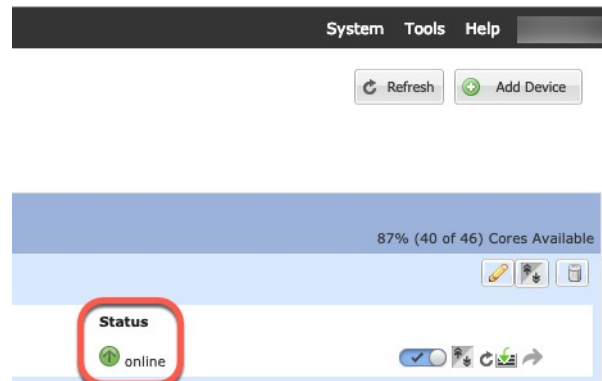 System Tools Help
Refresh Add Device
87% (40 of 46) Cores Available
Status
online